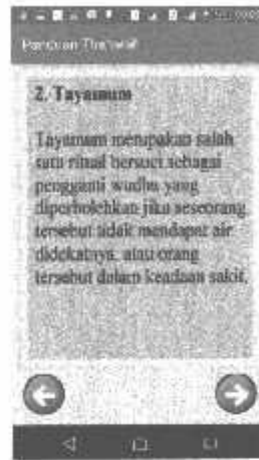 Panduan Thaharah
2. Tayamum
Tayamum merupakan salah
satu ritual bersuci sebagai
pengganti wudhu yang
diperbolehkan jika seseorang
tersebut tidak mendapat air
didekatnya, atau orang
tersebut dalam keadaan sakit,